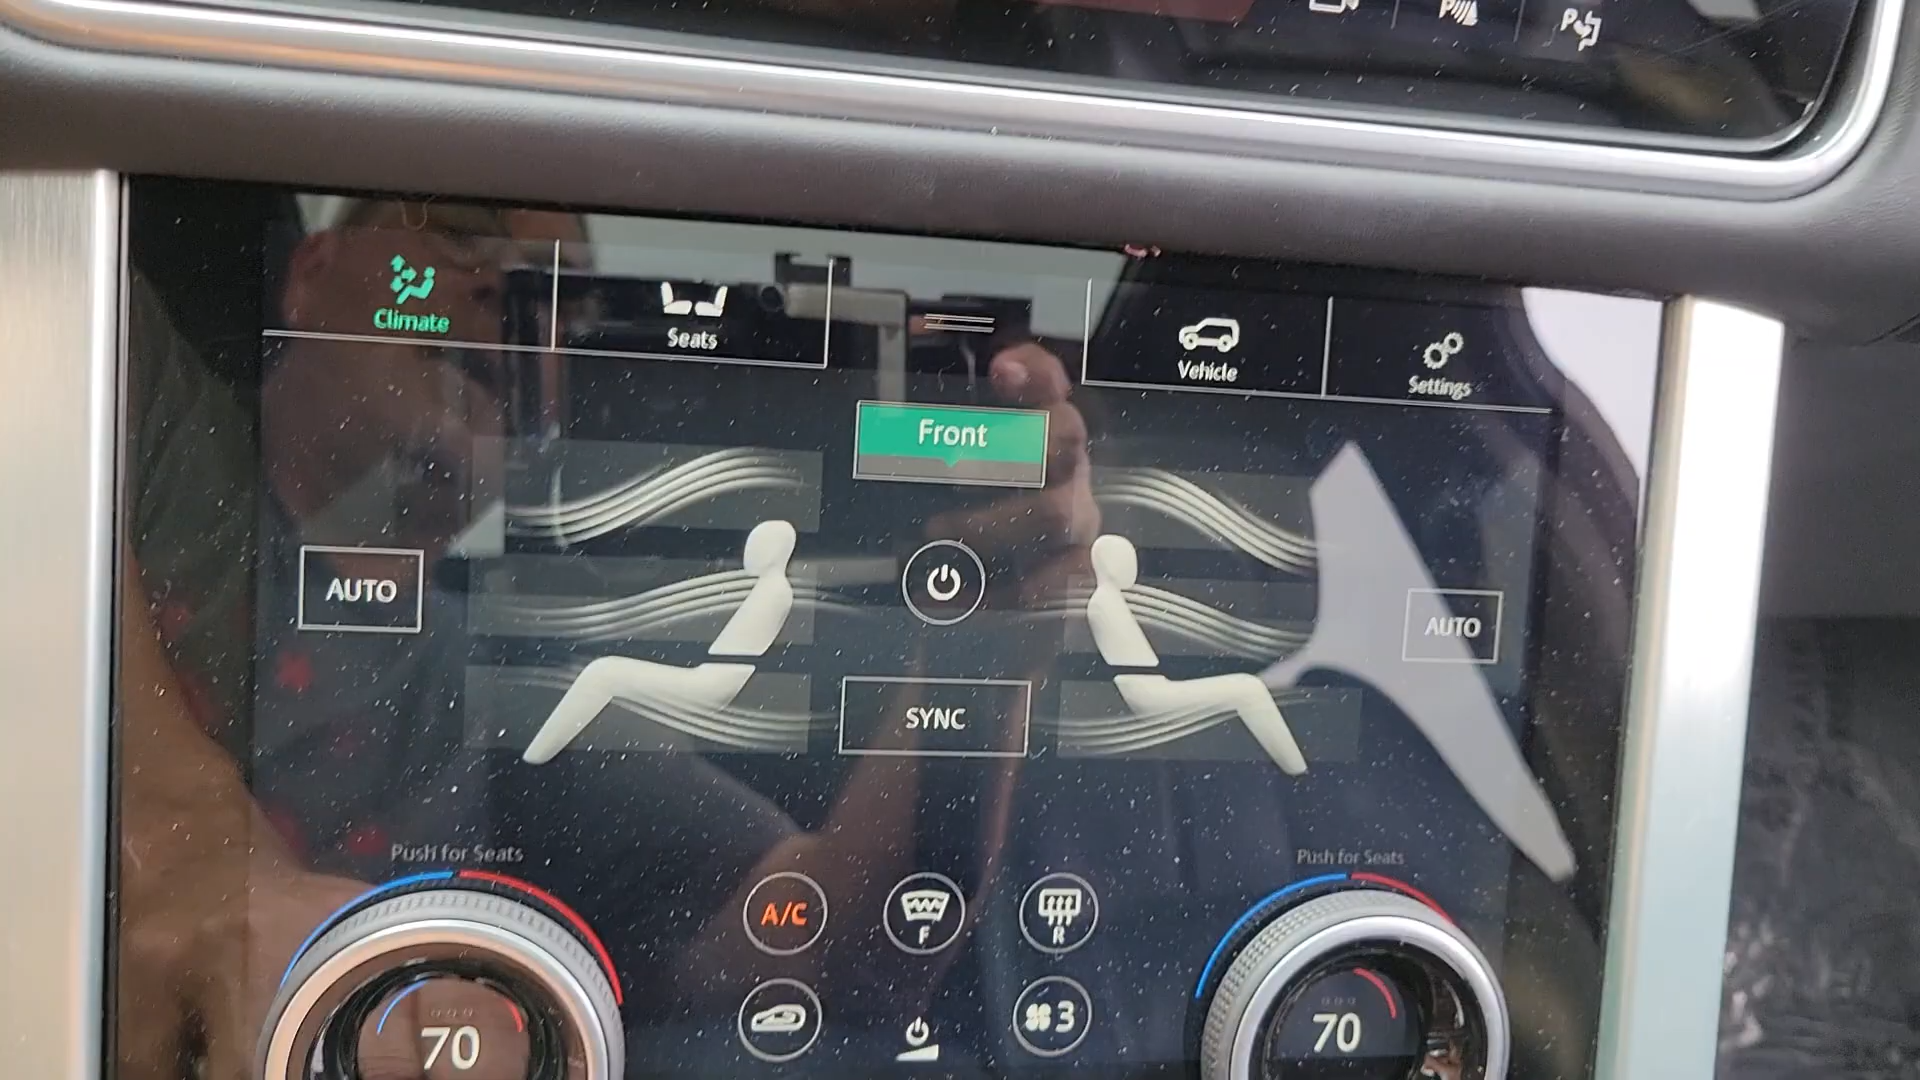 P
P
Climate
Seats
Vehicle
Settings
Front
AUTO
AUTO
SYNC
Push for Seats
Push for Seats
A/C
F
R
3
70
70